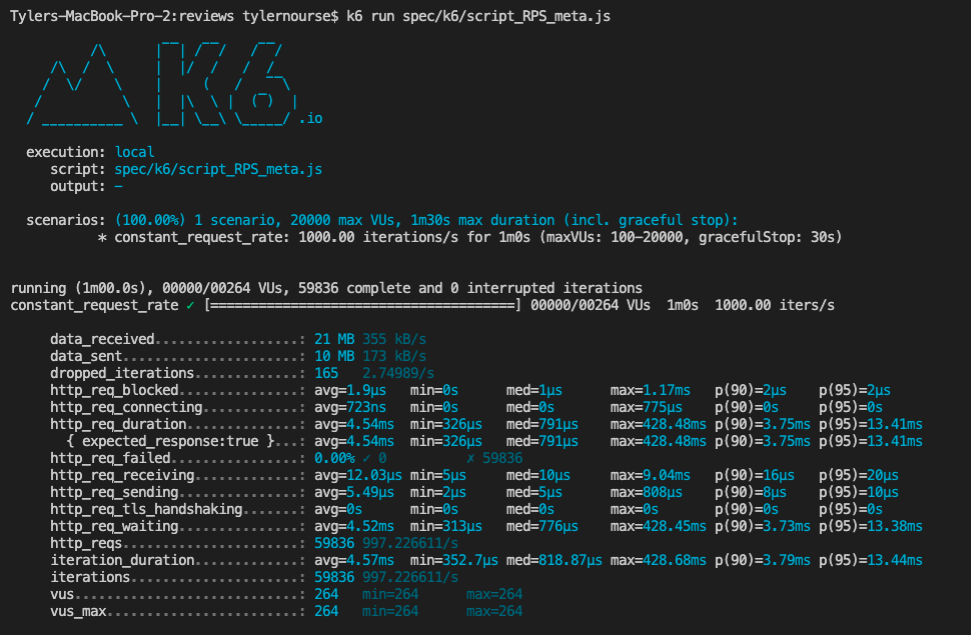 Tylers-MacBook-Pro-2:reviews tylernourse$ k6 run spec/k6/script_RPS_meta.js
          /\      |‾‾| /‾‾/   /‾‾/
     /\  /  \     |  |/  /   /  /
    /  \/    \    |     (   /   ‾‾\
   /          \   |  |\  \ |  (‾)  |
  / __________ \  |__| \__\ \_____/ .io
  execution: local
     script: spec/k6/script_RPS_meta.js
     output: -
  scenarios: (100.00%) 1 scenario, 20000 max VUs, 1m30s max duration (incl. graceful stop):
           * constant_request_rate: 1000.00 iterations/s for 1m0s (maxVUs: 100-20000, gracefulStop: 30s)
running (1m00.0s), 00000/00264 VUs, 59836 complete and 0 interrupted iterations
constant_request_rate ✓ [======================================] 00000/00264 VUs  1m0s  1000.00 iters/s
     data_received..................: 21 MB 355 kB/s
     data_sent......................: 10 MB 173 kB/s
     dropped_iterations.............: 165   2.74989/s
     http_req_blocked...............: avg=1.9µs   min=0s      med=1µs      max=1.17ms   p(90)=2µs    p(95)=2µs
     http_req_connecting............: avg=723ns   min=0s      med=0s       max=775µs    p(90)=0s     p(95)=0s
     http_req_duration..............: avg=4.54ms  min=326µs   med=791µs    max=428.48ms p(90)=3.75ms p(95)=13.41ms
       { expected_response:true }...: avg=4.54ms  min=326µs   med=791µs    max=428.48ms p(90)=3.75ms p(95)=13.41ms
     http_req_failed................: 0.00% ✓ 0          ✗ 59836
     http_req_receiving.............: avg=12.03µs min=5µs     med=10µs     max=9.04ms   p(90)=16µs   p(95)=20µs
     http_req_sending...............: avg=5.49µs  min=2µs     med=5µs      max=808µs    p(90)=8µs    p(95)=10µs
     http_req_tls_handshaking.......: avg=0s      min=0s      med=0s       max=0s       p(90)=0s     p(95)=0s
     http_req_waiting...............: avg=4.52ms  min=313µs   med=776µs    max=428.45ms p(90)=3.73ms p(95)=13.38ms
     http_reqs......................: 59836 997.226611/s
     iteration_duration.............: avg=4.57ms  min=352.7µs med=818.87µs max=428.68ms p(90)=3.79ms p(95)=13.44ms
     iterations.....................: 59836 997.226611/s
     vus............................: 264   min=264      max=264
     vus_max........................: 264   min=264      max=264